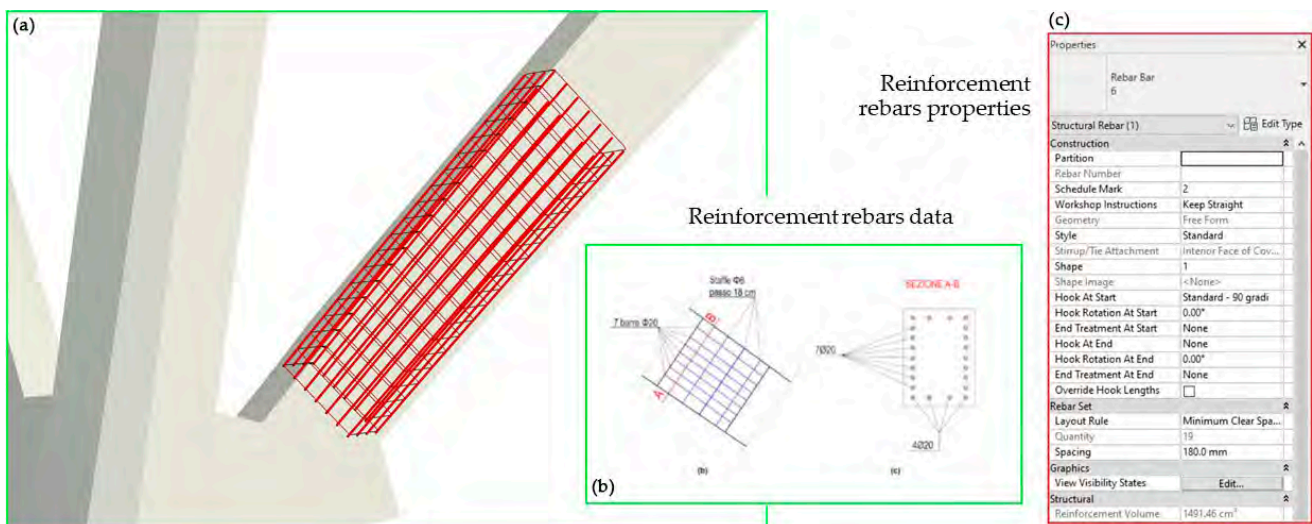 (a)
Reinforcement
rebars properties
Reinforcement rebars data
Staffe Φ6
passo 18 cm
7 barre Φ20
B
A
(b)
SEZIONE A-B
7Ø20
4Ø20
(c)
(b)
(c)
Properties
Rebar Bar
6
Structural Rebar (1)
Edit Type
Construction
Partition
Rebar Number
Schedule Mark 2
Workshop Instructions Keep Straight
Geometry Free Form
Style Standard
Stirrup/Tie Attachment Interior Face of Cov...
Shape 1
Shape Image <None>
Hook At Start Standard - 90 gradi
Hook Rotation At Start 0.00°
End Treatment At Start None
Hook At End None
Hook Rotation At End 0.00°
End Treatment At End None
Override Hook Lengths
Rebar Set
Layout Rule Minimum Clear Spa...
Quantity 19
Spacing 180.0 mm
Graphics
View Visibility States Edit...
Structural
Reinforcement Volume 1491.46 cm³